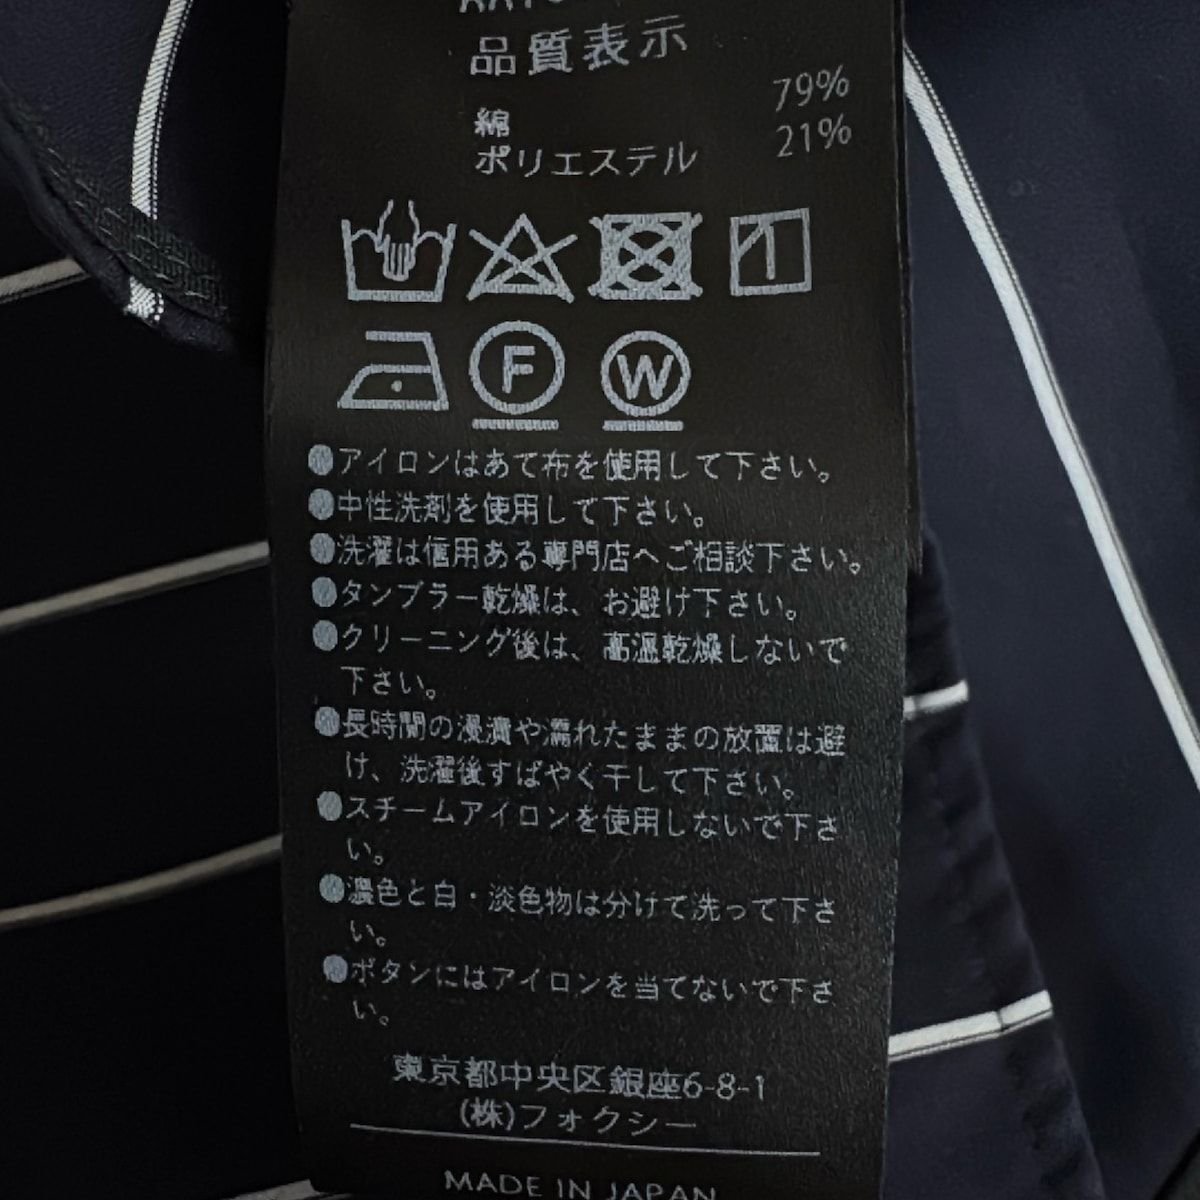 品質表示
綿 79%
ポリエステル 21%
F W
●アイロンはあて布を使用して下さい。
●中性洗剤を使用して下さい。
●洗濯は信用ある専門店へご相談下さい。
●タンブラー乾燥は、お避け下さい。
●クリーニング後は、高温乾燥しないで
下さい。
●長時間の浸漬や濡れたままの放置は避
け、洗濯後すばやく干して下さい。
●スチームアイロンを使用しないで下さ
い。
●濃色と白・淡色物は分けて洗って下さ
い。
●ボタンにはアイロンを当てないで下さ
い。
東京都中央区銀座6-8-1
(株)フォクシー
MADE IN JAPAN